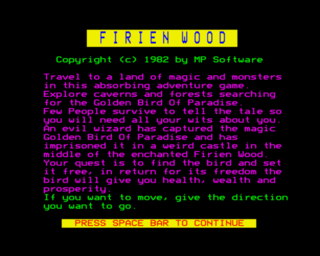 FIRIEN WOOD
Copyright (c) 1982 by MP Software
Travel to a land of magic and monsters
in this absorbing adventure game.
Explore caverns and forests searching
for the Golden Bird Of Paradise.
Few People survive to tell the tale so
you will need all your wits about you.
An evil wizard has captured the magic
Golden Bird Of Paradise and has
imprisoned it in a weird castle in the
middle of the enchanted Firien Wood.
Your quest is to find the bird and set
it free, in return for its freedom the
bird will give you health, wealth and
prosperity.
If you want to move, give the direction
you want to go.
PRESS SPACE BAR TO CONTINUE